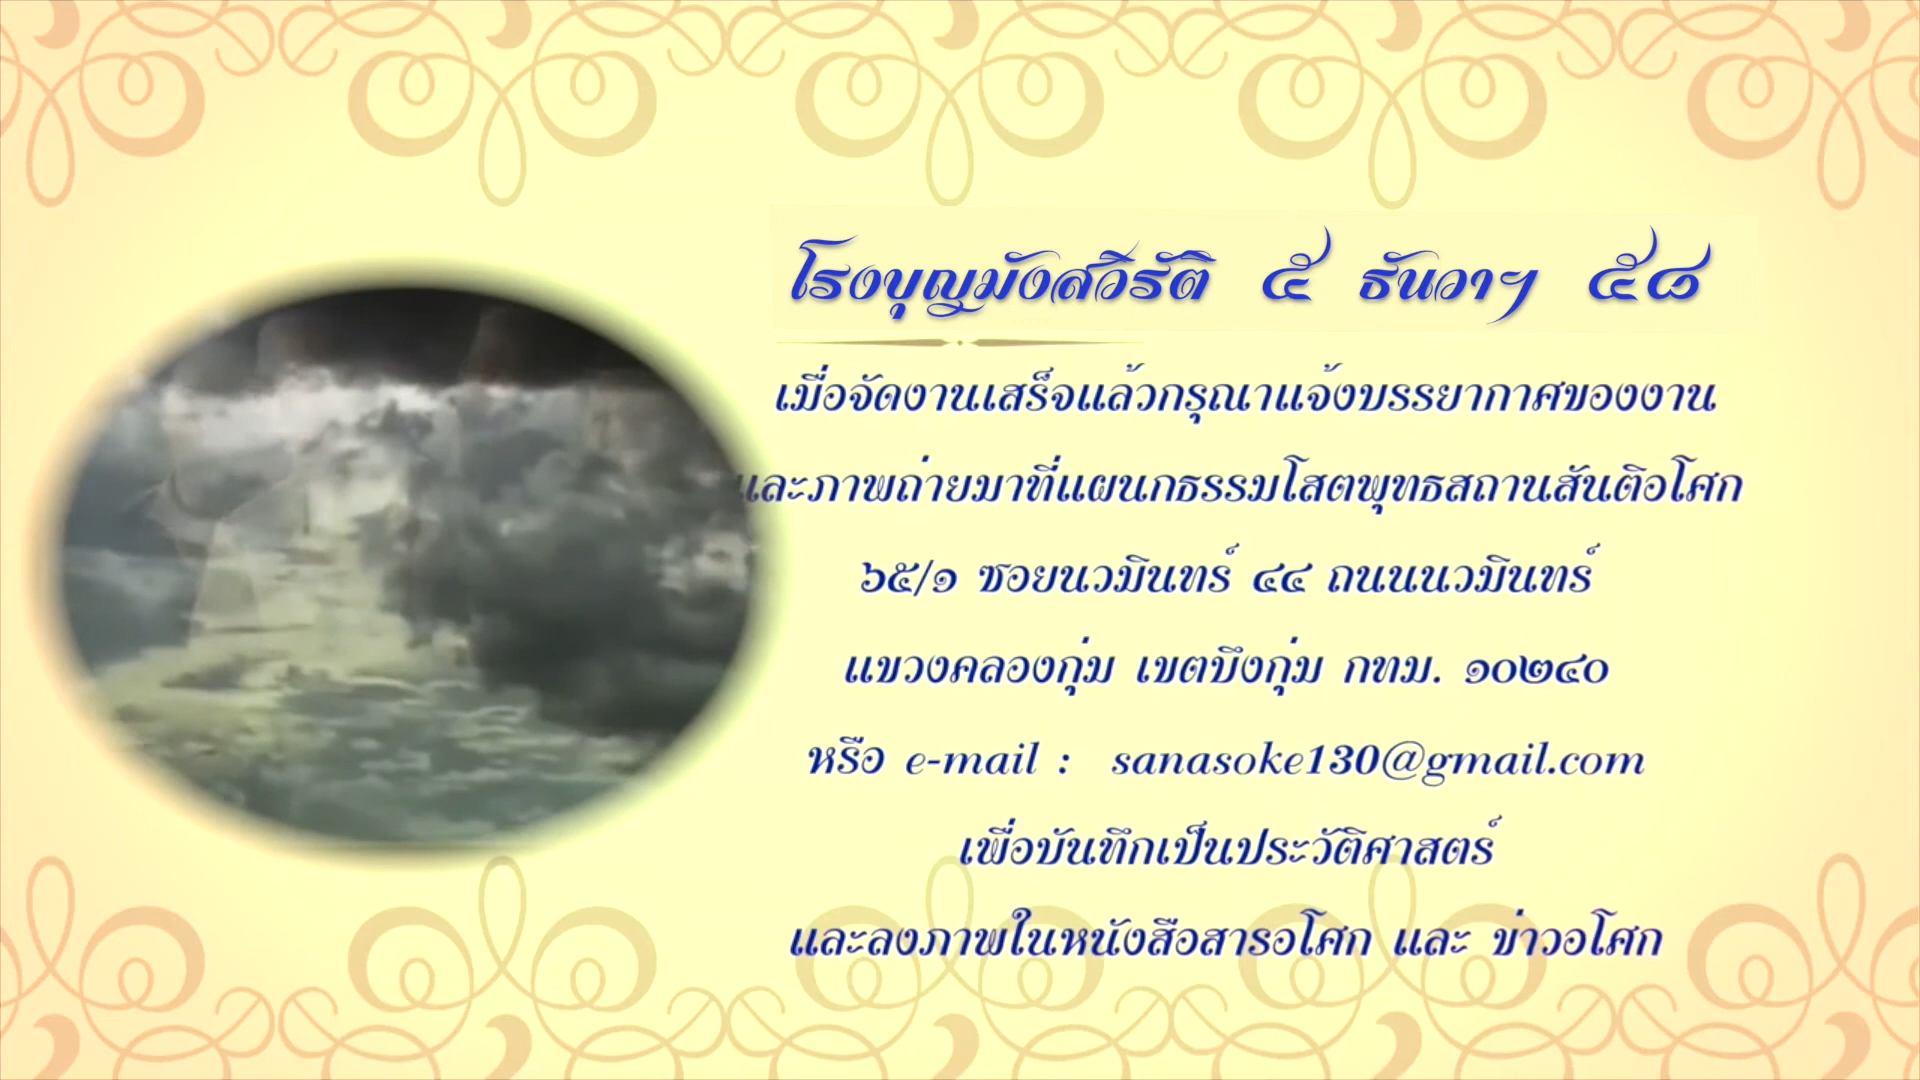 โรงบุญมังสวิรัติ ๕ ธันวาฯ ๕๘
เมื่อจัดงานเสร็จแล้วกรุณาแจ้งบรรยากาศของงาน
และภาพถ่ายมาที่แผนกธรรมโสตพุทธสถานสันติอโศก
๖๕/๑ ซอยนวมินทร์ ๔๔ ถนนนวมินทร์
แขวงคลองกุ่ม เขตบึงกุ่ม กทม. ๑๐๒๔๐
หรือ e-mail : sanasoke130@gmail.com
เพื่อบันทึกเป็นประวัติศาสตร์
และลงภาพในหนังสือสารอโศก และ ข่าวอโศก